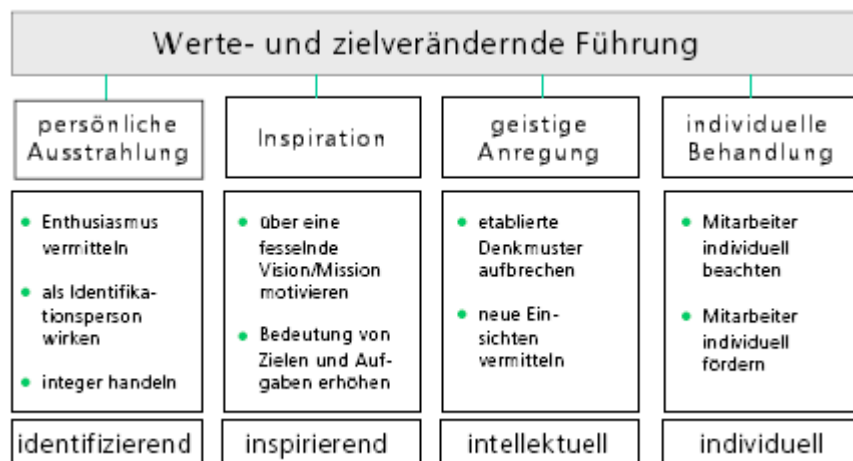 Werte- und zielverändernde Führung
persönliche
Ausstrahlung
Inspiration
geistige
Anregung
individuelle
Behandlung
Enthusiasmus
vermitteln
als Identifika-
tionsperson
wirken
integer handeln
über eine
fesselnde
Vision/Mission
motivieren
Bedeutung von
Zielen und Auf-
gaben erhöhen
etablierte
Denkmuster
aufbrechen
neue Ein-
sichten
vermitteln
Mitarbeiter
individuell
beachten
Mitarbeiter
individuell
fördern
identifizierend
inspirierend
intellektuell
individuell